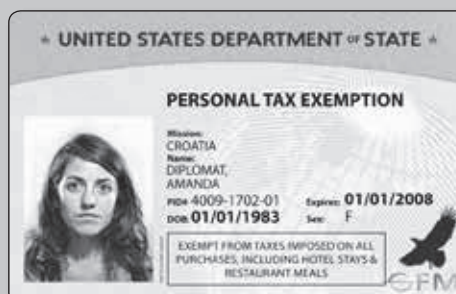 ★ UNITED STATES DEPARTMENT OF STATE ★
PERSONAL TAX EXEMPTION
Mission:
CROATIA
Name:
DIPLOMAT,
AMANDA
PID# 4009-1702-01 Expires: 01/01/2008
DOB: 01/01/1983 Sex: F
EXEMPT FROM TAXES IMPOSED ON ALL
PURCHASES, INCLUDING HOTEL STAYS &
RESTAURANT MEALS
OFM